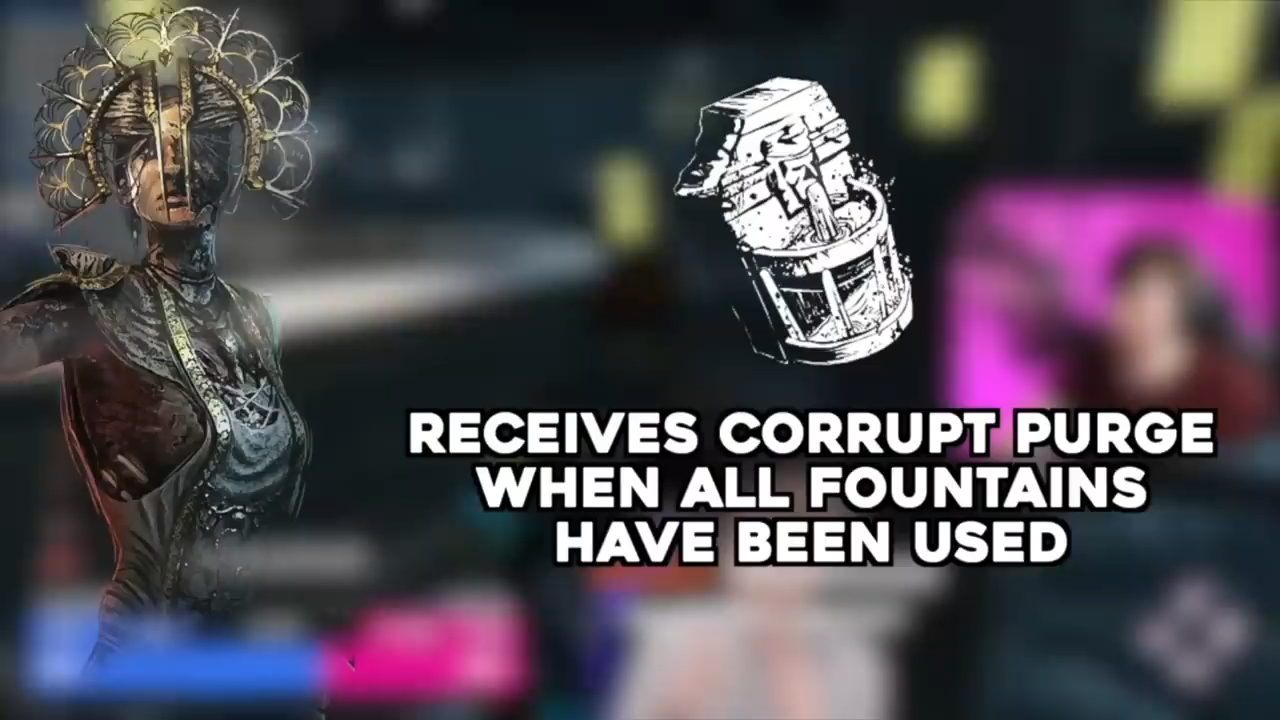 RECEIVES CORRUPT PURGE
WHEN ALL FOUNTAINS
HAVE BEEN USED